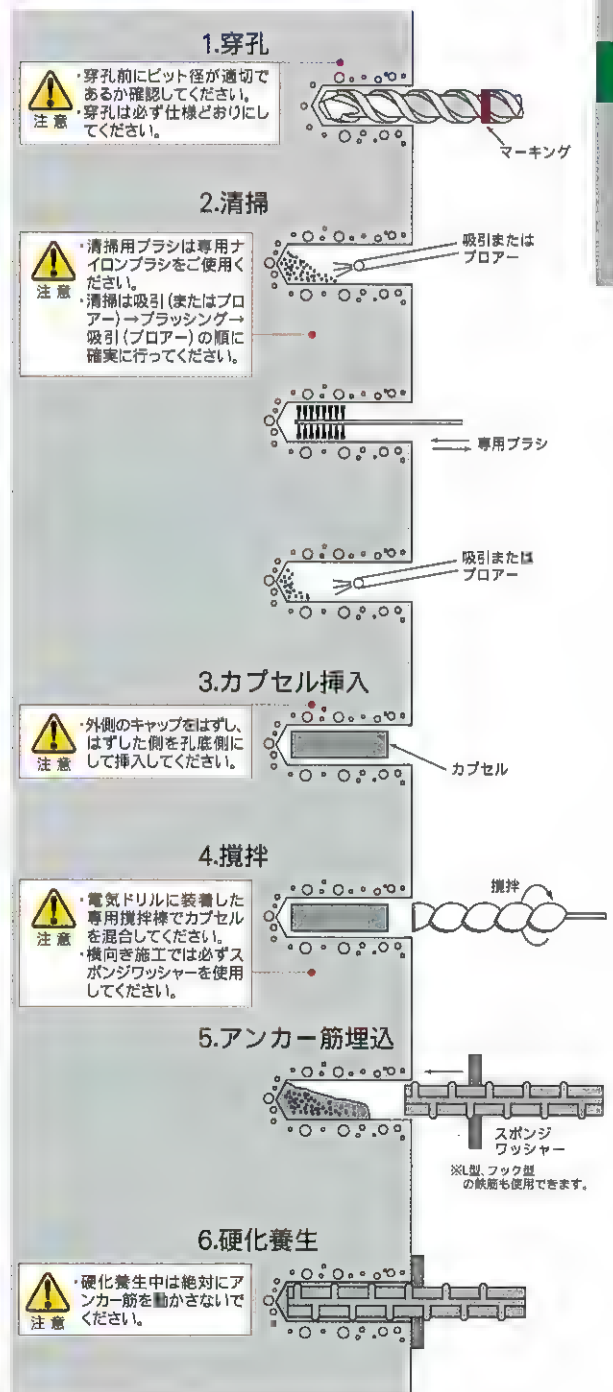 1.穿孔
注意
・穿孔前にビット径が適切で
あるか確認してください。
・穿孔は必ず仕様どおりにし
てください。
マーキング
2.清掃
注意
・清掃用ブラシは専用ナ
イロンブラシをご使用く
ださい。
・清掃は吸引(またはブロ
アー)→ブラッシング→
吸引(ブロアー)の順に
確実に行ってください。
吸引または
ブロアー
専用ブラシ
吸引または
ブロアー
3.カプセル挿入
注意
・外側のキャップをはずし、
はずした側を孔底側に
して挿入してください。
カプセル
4.攪拌
注意
・電気ドリルに装着した
専用攪拌棒でカプセル
を混合してください。
・横向き施工では必ずス
ポンジワッシャーを使用
してください。
攪拌
5.アンカー筋埋込
スポンジ
ワッシャー
※L型、フック型
の鉄筋も使用できます。
6.硬化養生
注意
・硬化養生中は絶対にア
ンカー筋を動かさないで
ください。